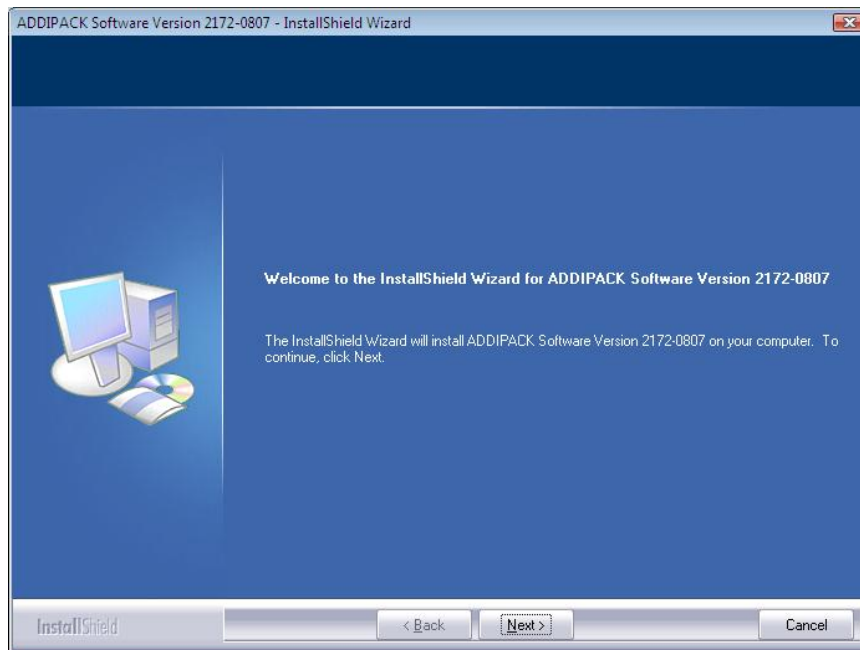 ADDIPACK Software Version 2172-0807 - InstallShield Wizard
Welcome to the InstallShield Wizard for ADDIPACK Software Version 2172-0807
The InstallShield Wizard will install ADDIPACK Software Version 2172-0807 on your computer. To
continue, click Next.
InstallShield
< Back
Next >
Cancel